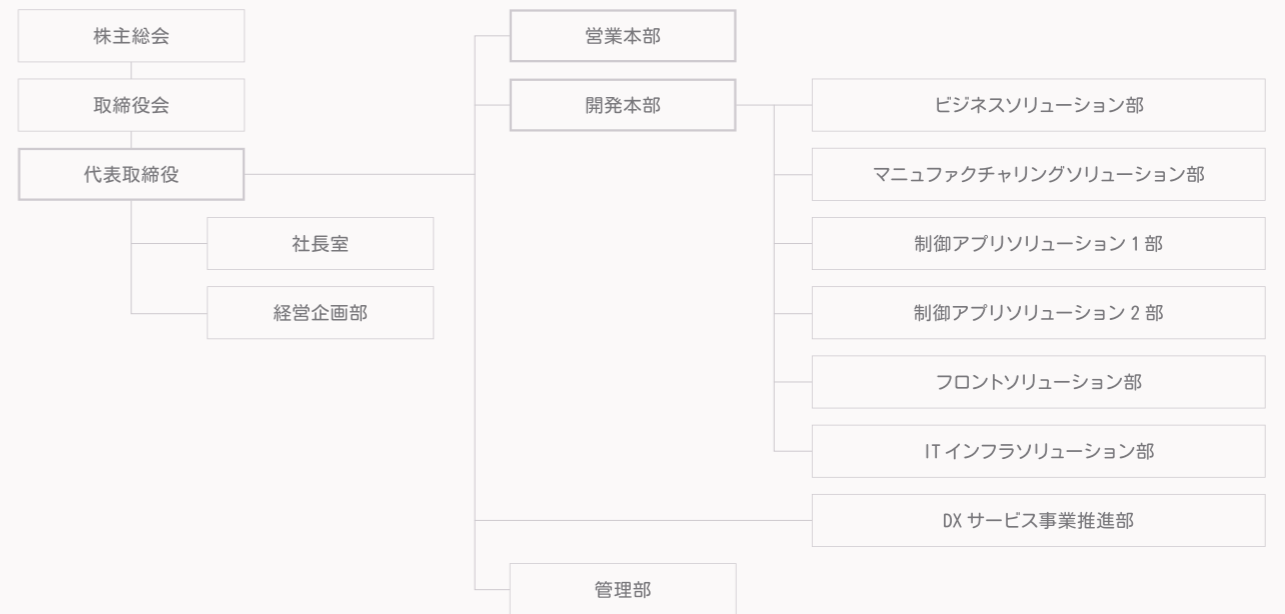 株主総会
取締役会
代表取締役
社長室
経営企画部
営業本部
開発本部
ビジネスソリューション部
マニュファクチャリングソリューション部
制御アプリソリューション1部
制御アプリソリューション2部
フロントソリューション部
ITインフラソリューション部
DXサービス事業推進部
管理部